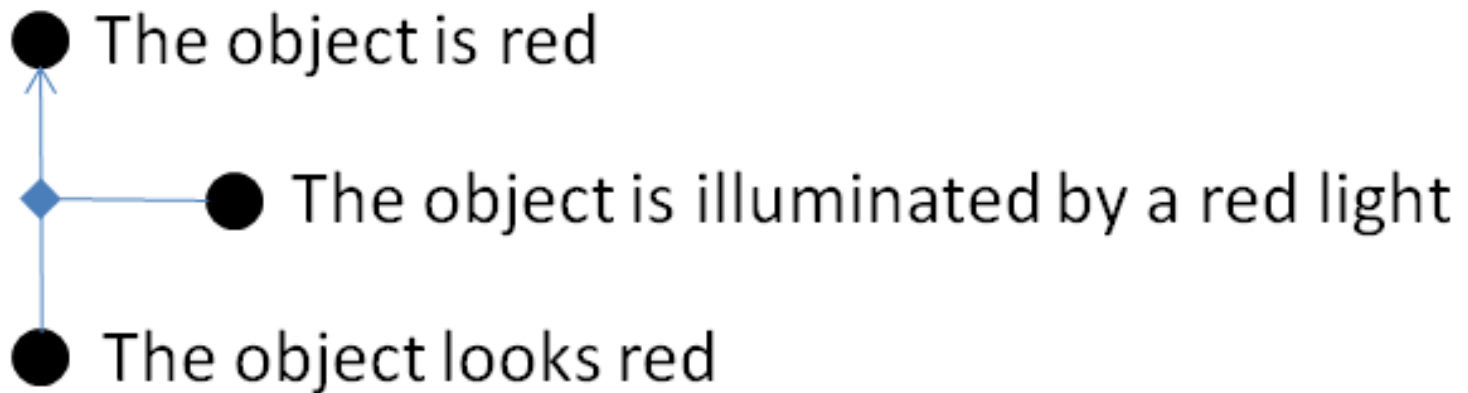 The object is red
The object is illuminated by a red light
The object looks red